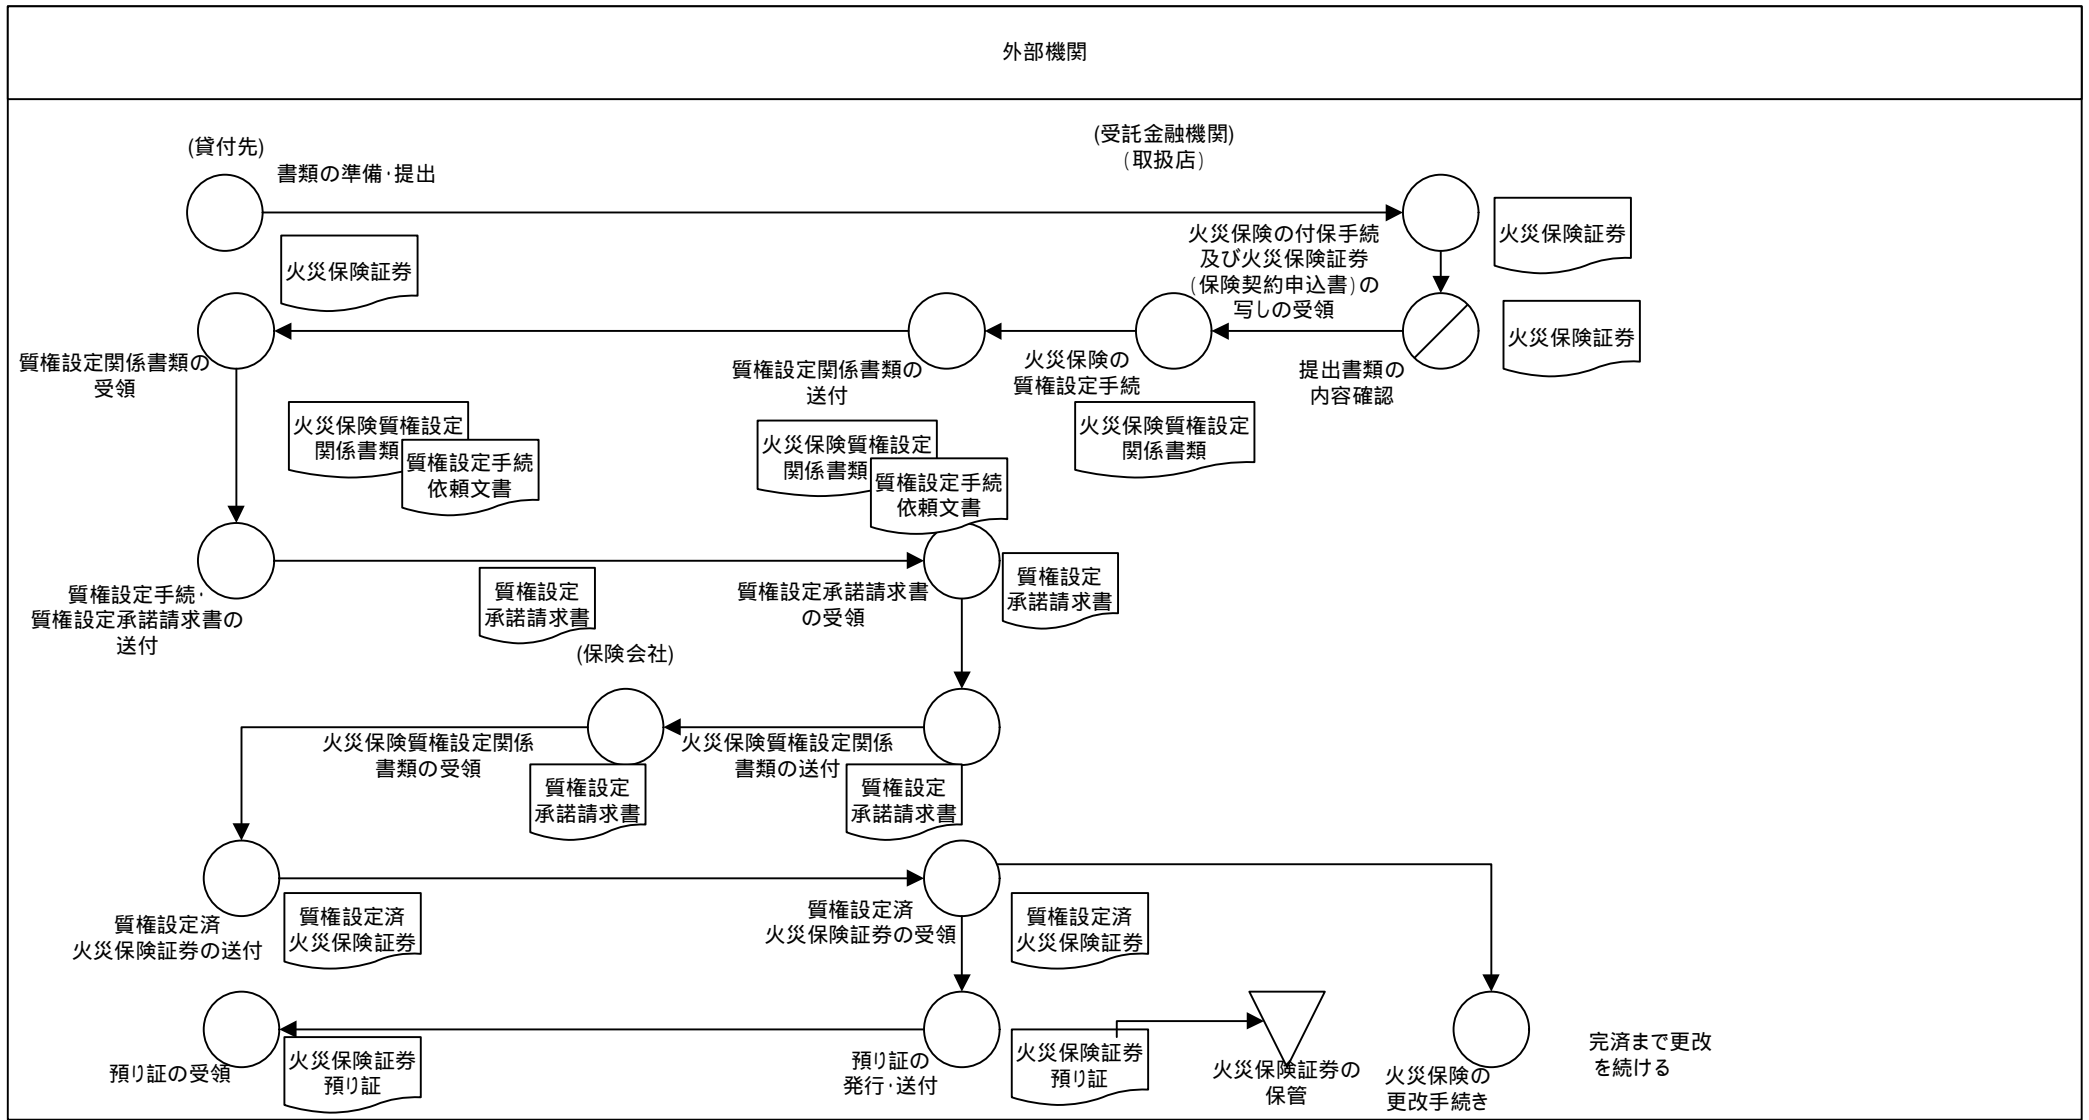 外部機関
(貸付先)
書類の準備・提出
(受託金融機関)
(取扱店)
火災保険証券
火災保険証券
火災保険の付保手続
及び火災保険証券
(保険契約申込書)の
写しの受領
火災保険証券
質権設定関係書類の
受領
質権設定関係書類の
送付
火災保険の
質権設定手続
提出書類の
内容確認
火災保険質権設定
関係書類
質権設定手続
依頼文書
火災保険質権設定
関係書類
質権設定手続
依頼文書
火災保険質権設定
関係書類
質権設定手続・
質権設定承諾請求書の
送付
質権設定
承諾請求書
質権設定承諾請求書
の受領
質権設定
承諾請求書
(保険会社)
火災保険質権設定関係
書類の受領
火災保険質権設定関係
書類の送付
質権設定
承諾請求書
質権設定
承諾請求書
質権設定済
火災保険証券の送付
質権設定済
火災保険証券
質権設定済
火災保険証券の受領
質権設定済
火災保険証券
預り証の受領
火災保険証券
預り証
預り証の
発行・送付
火災保険証券
預り証
火災保険証券の
保管
火災保険の
更改手続き
完済まで更改
を続ける